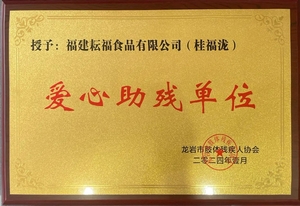 授予：福建耘福食品有限公司（桂福泷）
爱心助残单位
龙岩市肢体残疾人协会
二零二四年壹月